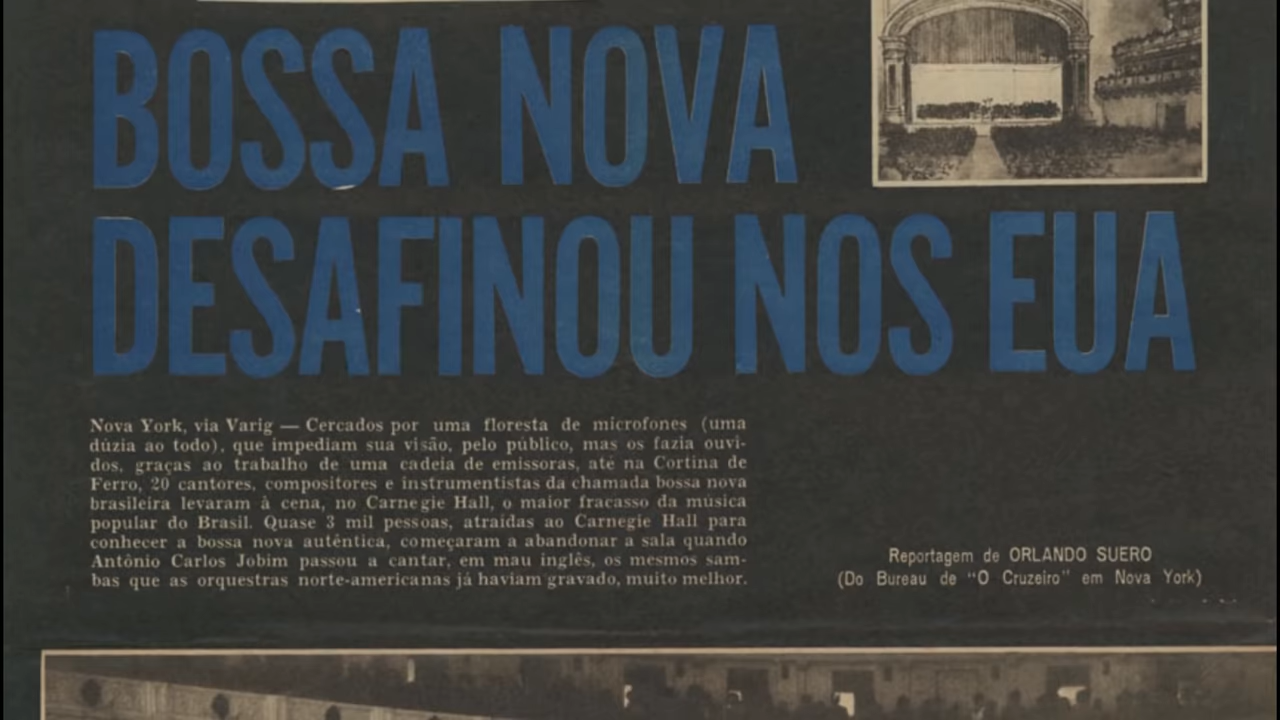 BOSSA NOVA
DESAFINOU NOS EUA
Nova York, via Varig — Cercados por uma floresta de microfones (uma
dúzia ao todo), que impediam sua visão, pelo público, mas os fazia ouvi-
dos, graças ao trabalho de uma cadeia de emissoras, até na Cortina de
Ferro, 20 cantores, compositores e instrumentistas da chamada bossa nova
brasileira levaram à cena, no Carnegie Hall, o maior fracasso da música
popular do Brasil. Quase 3 mil pessoas, atraídas ao Carnegie Hall para
conhecer a bossa nova autêntica, começaram a abandonar a sala quando
Antônio Carlos Jobim passou a cantar, em mau inglês, os mesmos sam-
bas que as orquestras norte-americanas já haviam gravado, muito melhor.
Reportagem de ORLANDO SUERO
(Do Bureau de "O Cruzeiro" em Nova York)